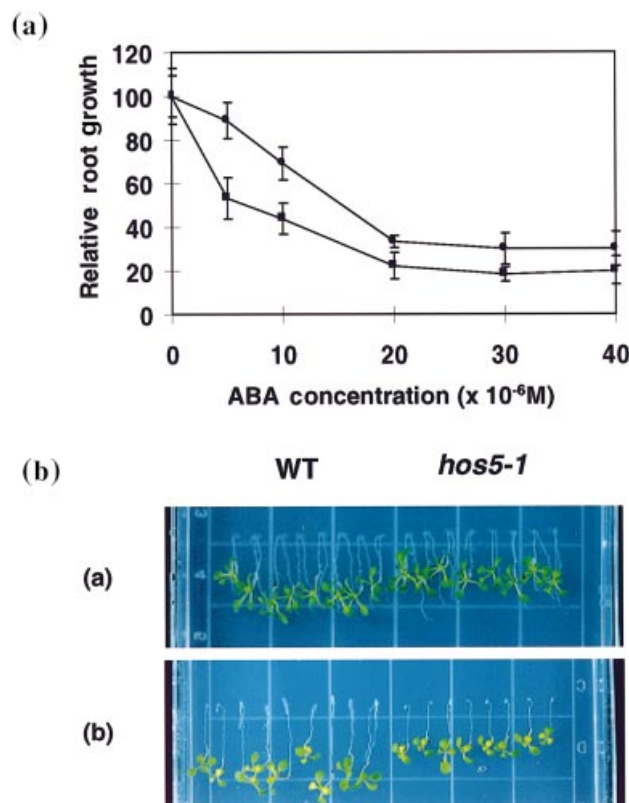 (a)
120
100
80
60
40
20
0
Relative root growth
0 10 20 30 40
ABA concentration (x 10⁻⁶M)
(b)
WT hos5-1
(a)
(b)
C
D